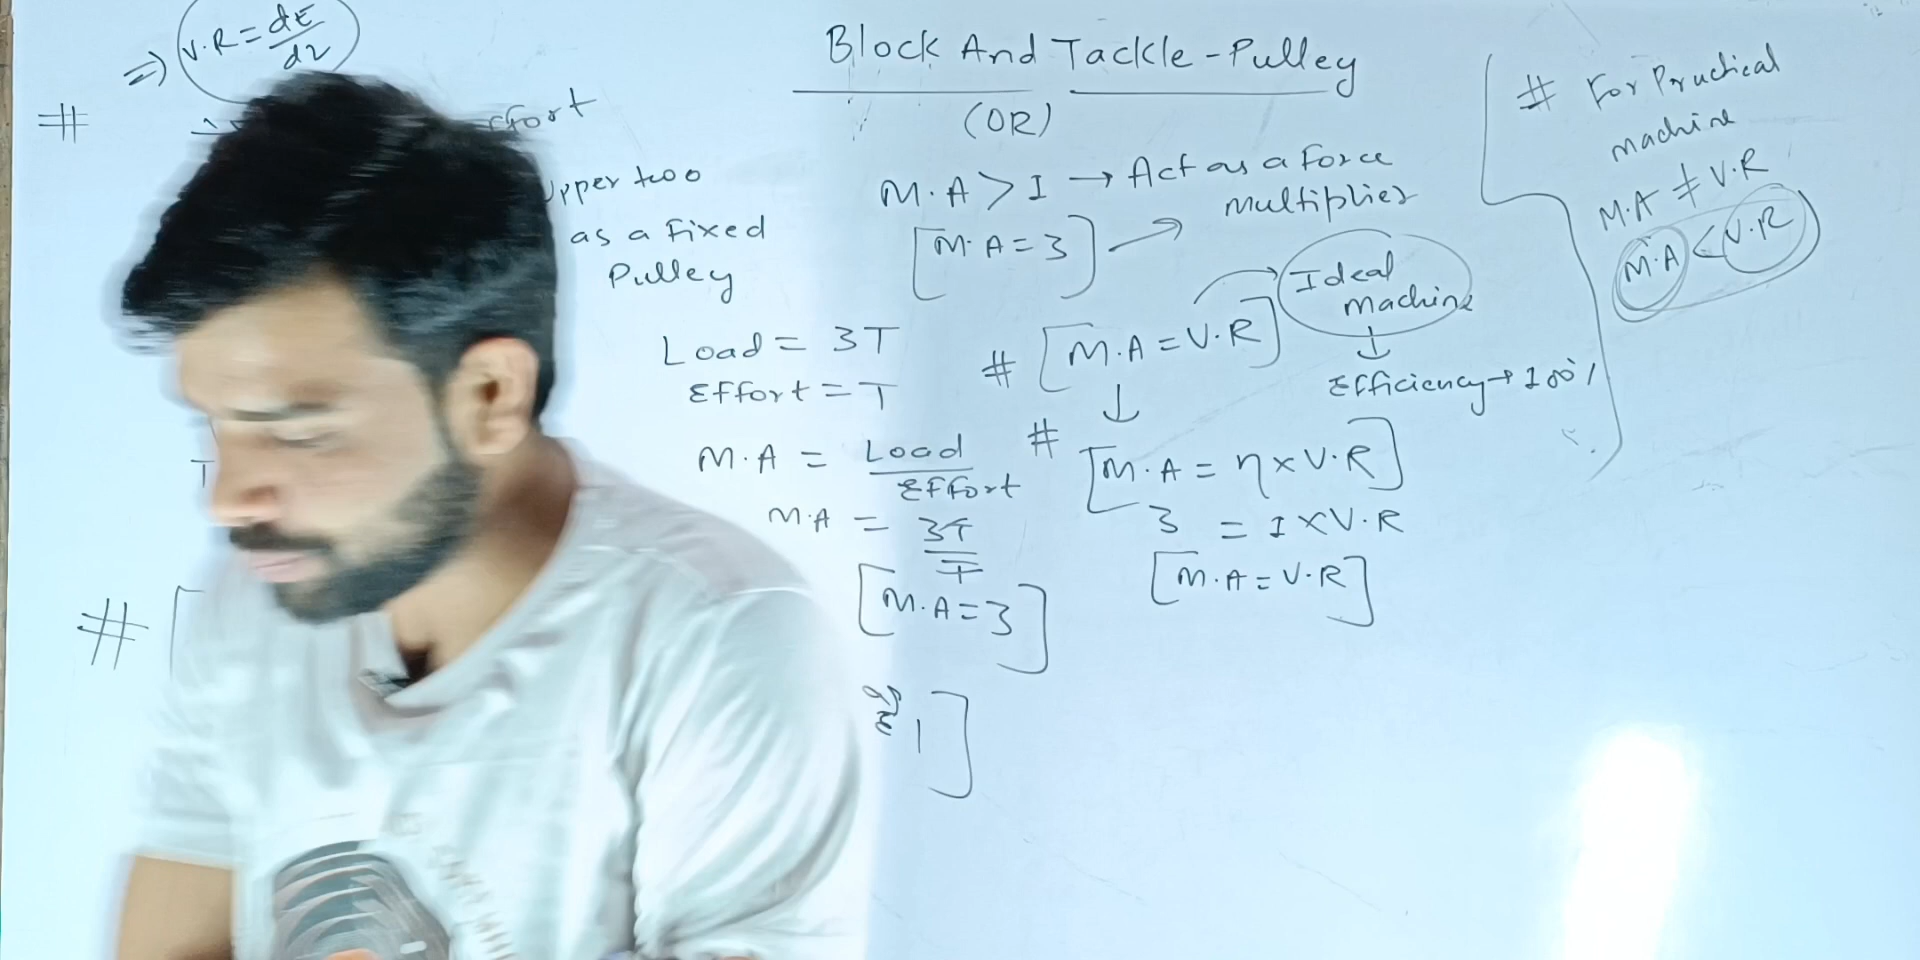 => V.R = dE/dL
Block And Tackle-Pulley
(OR)
#
Upper two
as a Fixed
Pulley
Load = 3T
Effort = T
M.A = Load/Effort
M.A = 3T/T
[M.A = 3]
M.A > 1 → Act as a Force
multiplier
[M.A = 3] →
# [M.A = V.R] → Ideal
machine
↓
Efficiency → 100%
↓
# [M.A = η × V.R]
3 = 1 × V.R
[M.A = V.R]
# For Practical
machine
M.A ≠ V.R
M.A < V.R
T
# [
]